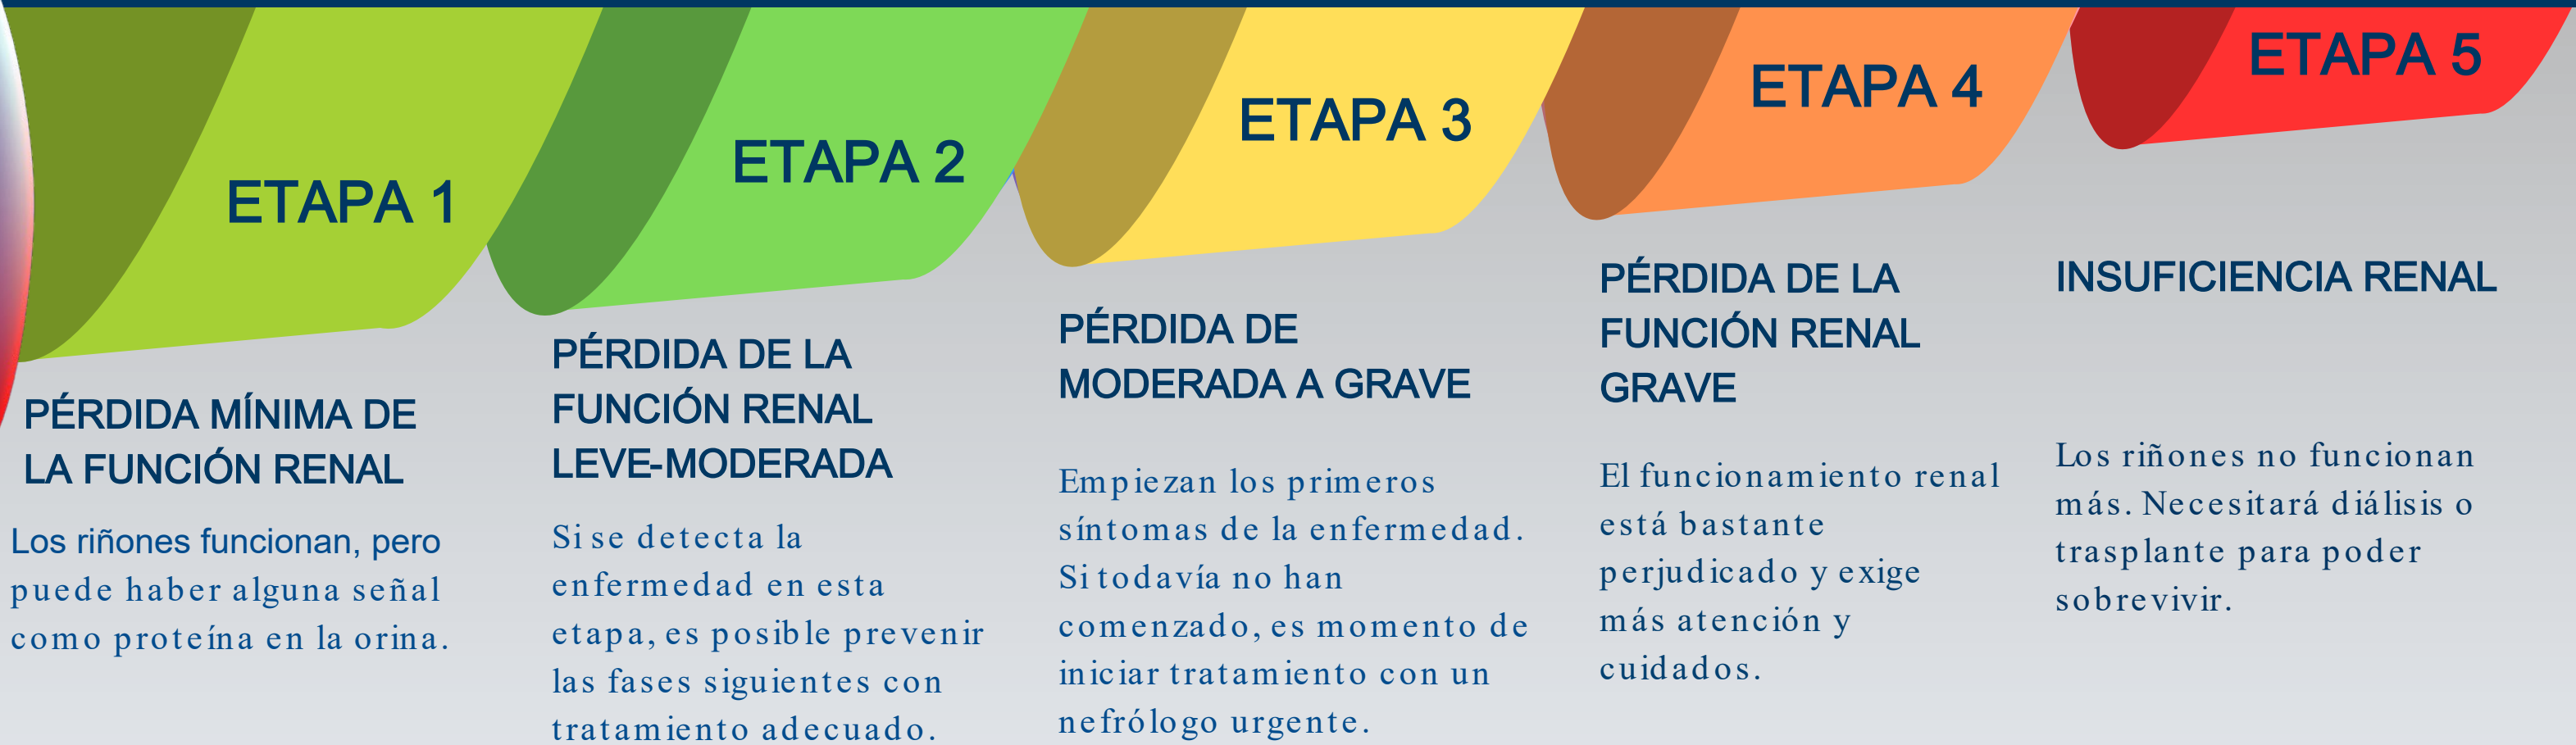 ETAPA 1
PÉRDIDA MÍNIMA DE
LA FUNCIÓN RENAL
Los riñones funcionan, pero
puede haber alguna señal
como proteína en la orina.
ETAPA 2
PÉRDIDA DE LA
FUNCIÓN RENAL
LEVE-MODERADA
Si se detecta la
enfermedad en esta
etapa, es posible prevenir
las fases siguientes con
tratamiento adecuado.
ETAPA 3
PÉRDIDA DE
MODERADA A GRAVE
Empiezan los primeros
síntomas de la enfermedad.
Si todavía no han
comenzado, es momento de
iniciar tratamiento con un
nefrólogo urgente.
ETAPA 4
PÉRDIDA DE LA
FUNCIÓN RENAL
GRAVE
El funcionamiento renal
está bastante
perjudicado y exige
más atención y
cuidados.
ETAPA 5
INSUFICIENCIA RENAL
Los riñones no funcionan
más. Necesitará diálisis o
trasplante para poder
sobrevivir.